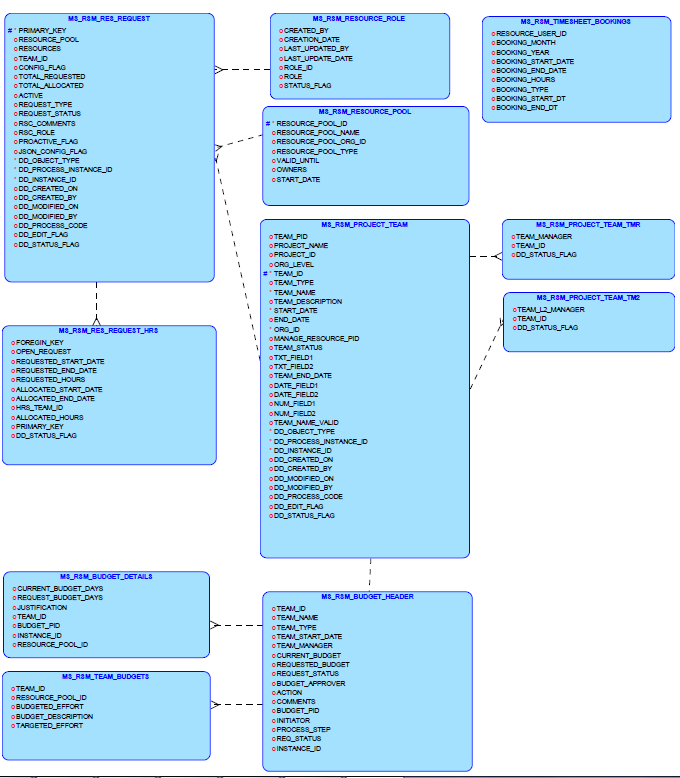 MS_RSM_RES_REQUEST
# * PRIMARY_KEY
o RESOURCE_POOL
o RESOURCES
o TEAM_ID
o CONFIG_FLAG
o TOTAL_REQUESTED
o TOTAL_ALLOCATED
o ACTIVE
o REQUEST_TYPE
o REQUEST_STATUS
o RSC_COMMENTS
o RSC_ROLE
o PROACTIVE_FLAG
o JSON_CONFIG_FLAG
* DD_OBJECT_TYPE
* DD_PROCESS_INSTANCE_ID
* DD_INSTANCE_ID
o DD_CREATED_ON
o DD_CREATED_BY
o DD_MODIFIED_ON
o DD_MODIFIED_BY
o DD_PROCESS_CODE
o DD_EDIT_FLAG
o DD_STATUS_FLAG
MS_RSM_RESOURCE_ROLE
o CREATED_BY
o CREATION_DATE
o LAST_UPDATED_BY
o LAST_UPDATE_DATE
o ROLE_ID
o ROLE
o STATUS_FLAG
MS_RSM_TIMESHEET_BOOKINGS
o RESOURCE_USER_ID
o BOOKING_MONTH
o BOOKING_YEAR
o BOOKING_START_DATE
o BOOKING_END_DATE
o BOOKING_HOURS
o BOOKING_TYPE
o BOOKING_START_DT
o BOOKING_END_DT
MS_RSM_RESOURCE_POOL
# * RESOURCE_POOL_ID
o RESOURCE_POOL_NAME
o RESOURCE_POOL_ORG_ID
o RESOURCE_POOL_TYPE
o VALID_UNTIL
o OWNERS
o START_DATE
MS_RSM_PROJECT_TEAM
o TEAM_PID
o PROJECT_NAME
o PROJECT_ID
o ORG_LEVEL
# * TEAM_ID
o TEAM_TYPE
* TEAM_NAME
o TEAM_DESCRIPTION
* START_DATE
o END_DATE
* ORG_ID
o MANAGE_RESOURCE_PID
o TEAM_STATUS
o TXT_FIELD1
o TXT_FIELD2
o TEAM_END_DATE
o DATE_FIELD1
o DATE_FIELD2
o NUM_FIELD1
o NUM_FIELD2
o TEAM_NAME_VALID
* DD_OBJECT_TYPE
* DD_PROCESS_INSTANCE_ID
* DD_INSTANCE_ID
o DD_CREATED_ON
o DD_CREATED_BY
o DD_MODIFIED_ON
o DD_MODIFIED_BY
o DD_PROCESS_CODE
o DD_EDIT_FLAG
o DD_STATUS_FLAG
MS_RSM_PROJECT_TEAM_TMR
o TEAM_MANAGER
o TEAM_ID
o DD_STATUS_FLAG
MS_RSM_PROJECT_TEAM_TM2
o TEAM_L2_MANAGER
o TEAM_ID
o DD_STATUS_FLAG
MS_RSM_RES_REQUEST_HRS
o FOREGIN_KEY
o OPEN_REQUEST
o REQUESTED_START_DATE
o REQUESTED_END_DATE
o REQUESTED_HOURS
o ALLOCATED_START_DATE
o ALLOCATED_END_DATE
o HRS_TEAM_ID
o ALLOCATED_HOURS
o PRIMARY_KEY
o DD_STATUS_FLAG
MS_RSM_BUDGET_DETAILS
o CURRENT_BUDGET_DAYS
o REQUEST_BUDGET_DAYS
o JUSTIFICATION
o TEAM_ID
o BUDGET_PID
o INSTANCE_ID
o RESOURCE_POOL_ID
MS_RSM_TEAM_BUDGETS
o TEAM_ID
o RESOURCE_POOL_ID
o BUDGETED_EFFORT
o BUDGET_DESCRIPTION
o TARGETED_EFFORT
MS_RSM_BUDGET_HEADER
o TEAM_ID
o TEAM_NAME
o TEAM_TYPE
o TEAM_START_DATE
o TEAM_MANAGER
o CURRENT_BUDGET
o REQUESTED_BUDGET
o REQUEST_STATUS
o BUDGET_APPROVER
o ACTION
o COMMENTS
o BUDGET_PID
o INITIATOR
o PROCESS_STEP
o REQ_STATUS
o INSTANCE_ID